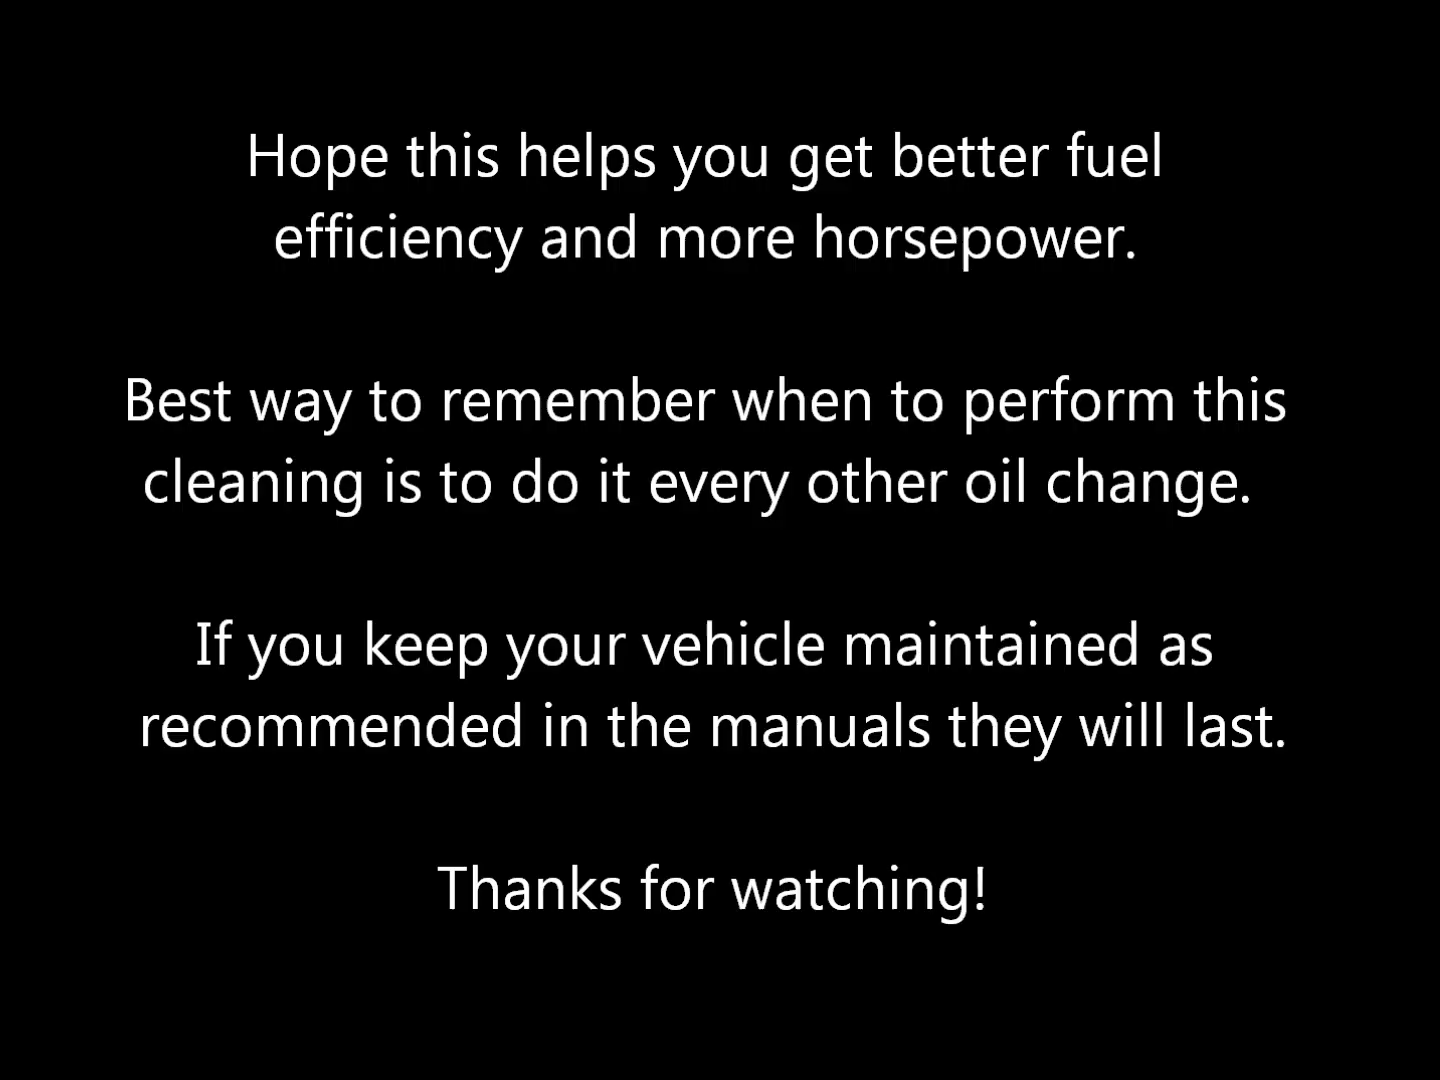 Hope this helps you get better fuel
efficiency and more horsepower.
Best way to remember when to perform this
cleaning is to do it every other oil change.
If you keep your vehicle maintained as
recommended in the manuals they will last.
Thanks for watching!